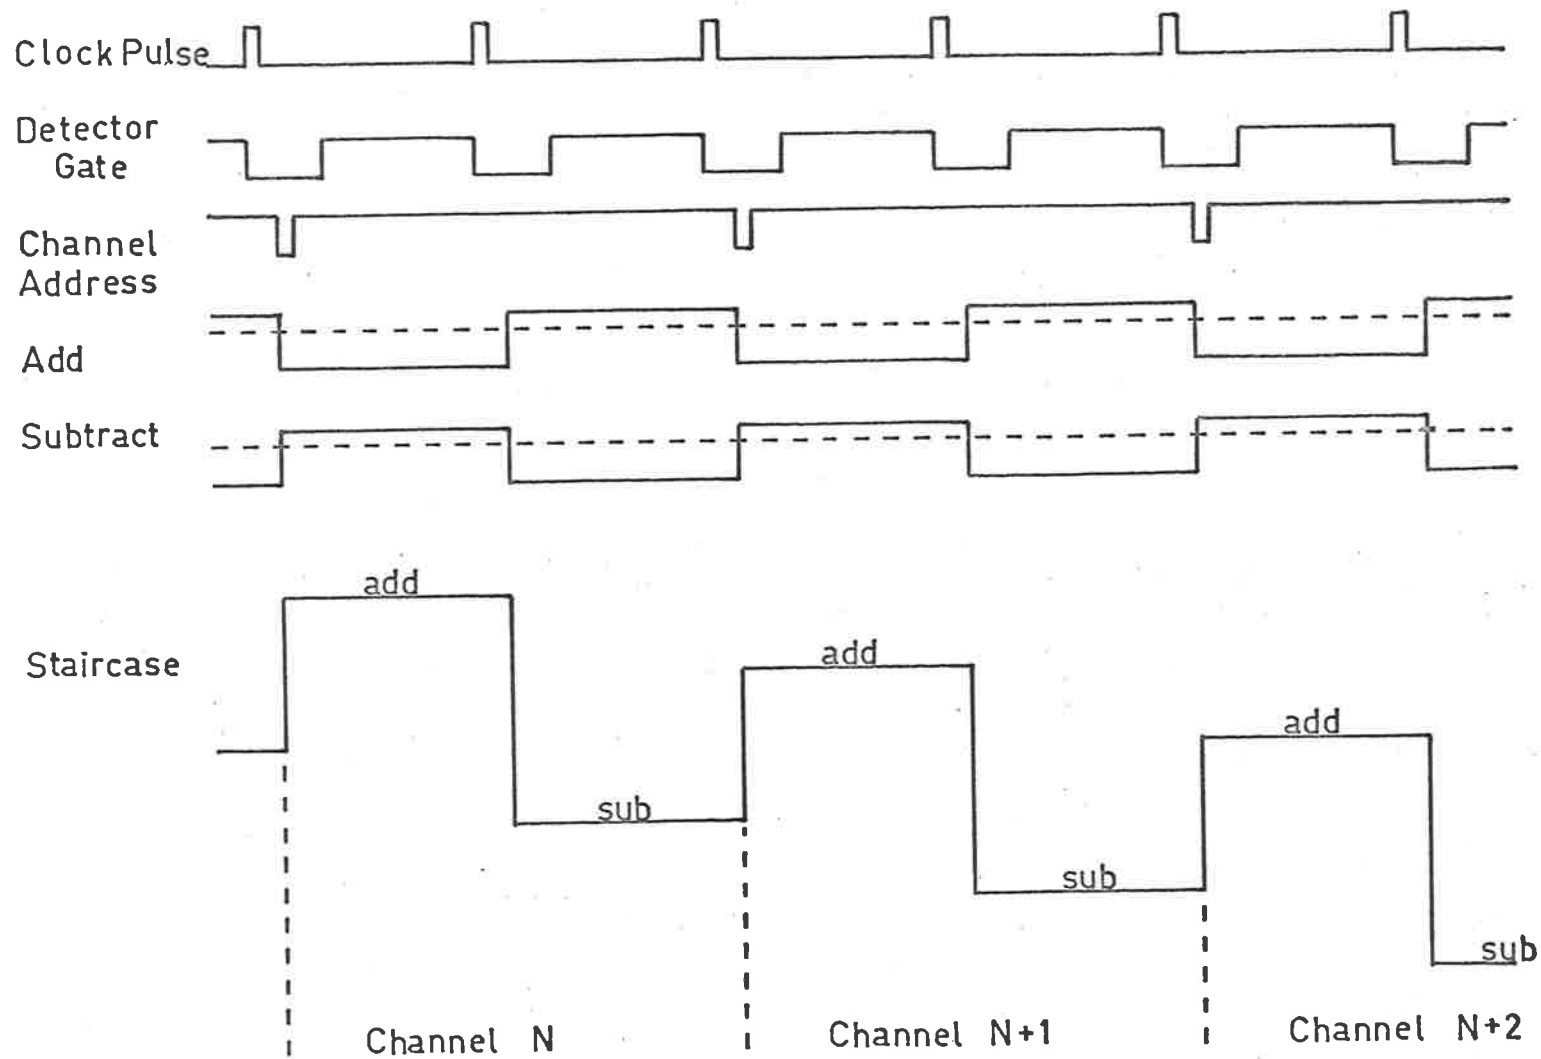 Clock Pulse
Detector
Gate
Channel
Address
Add
Subtract
add
Staircase
add
add
sub
sub
sub
Channel N
Channel N+1
Channel N+2